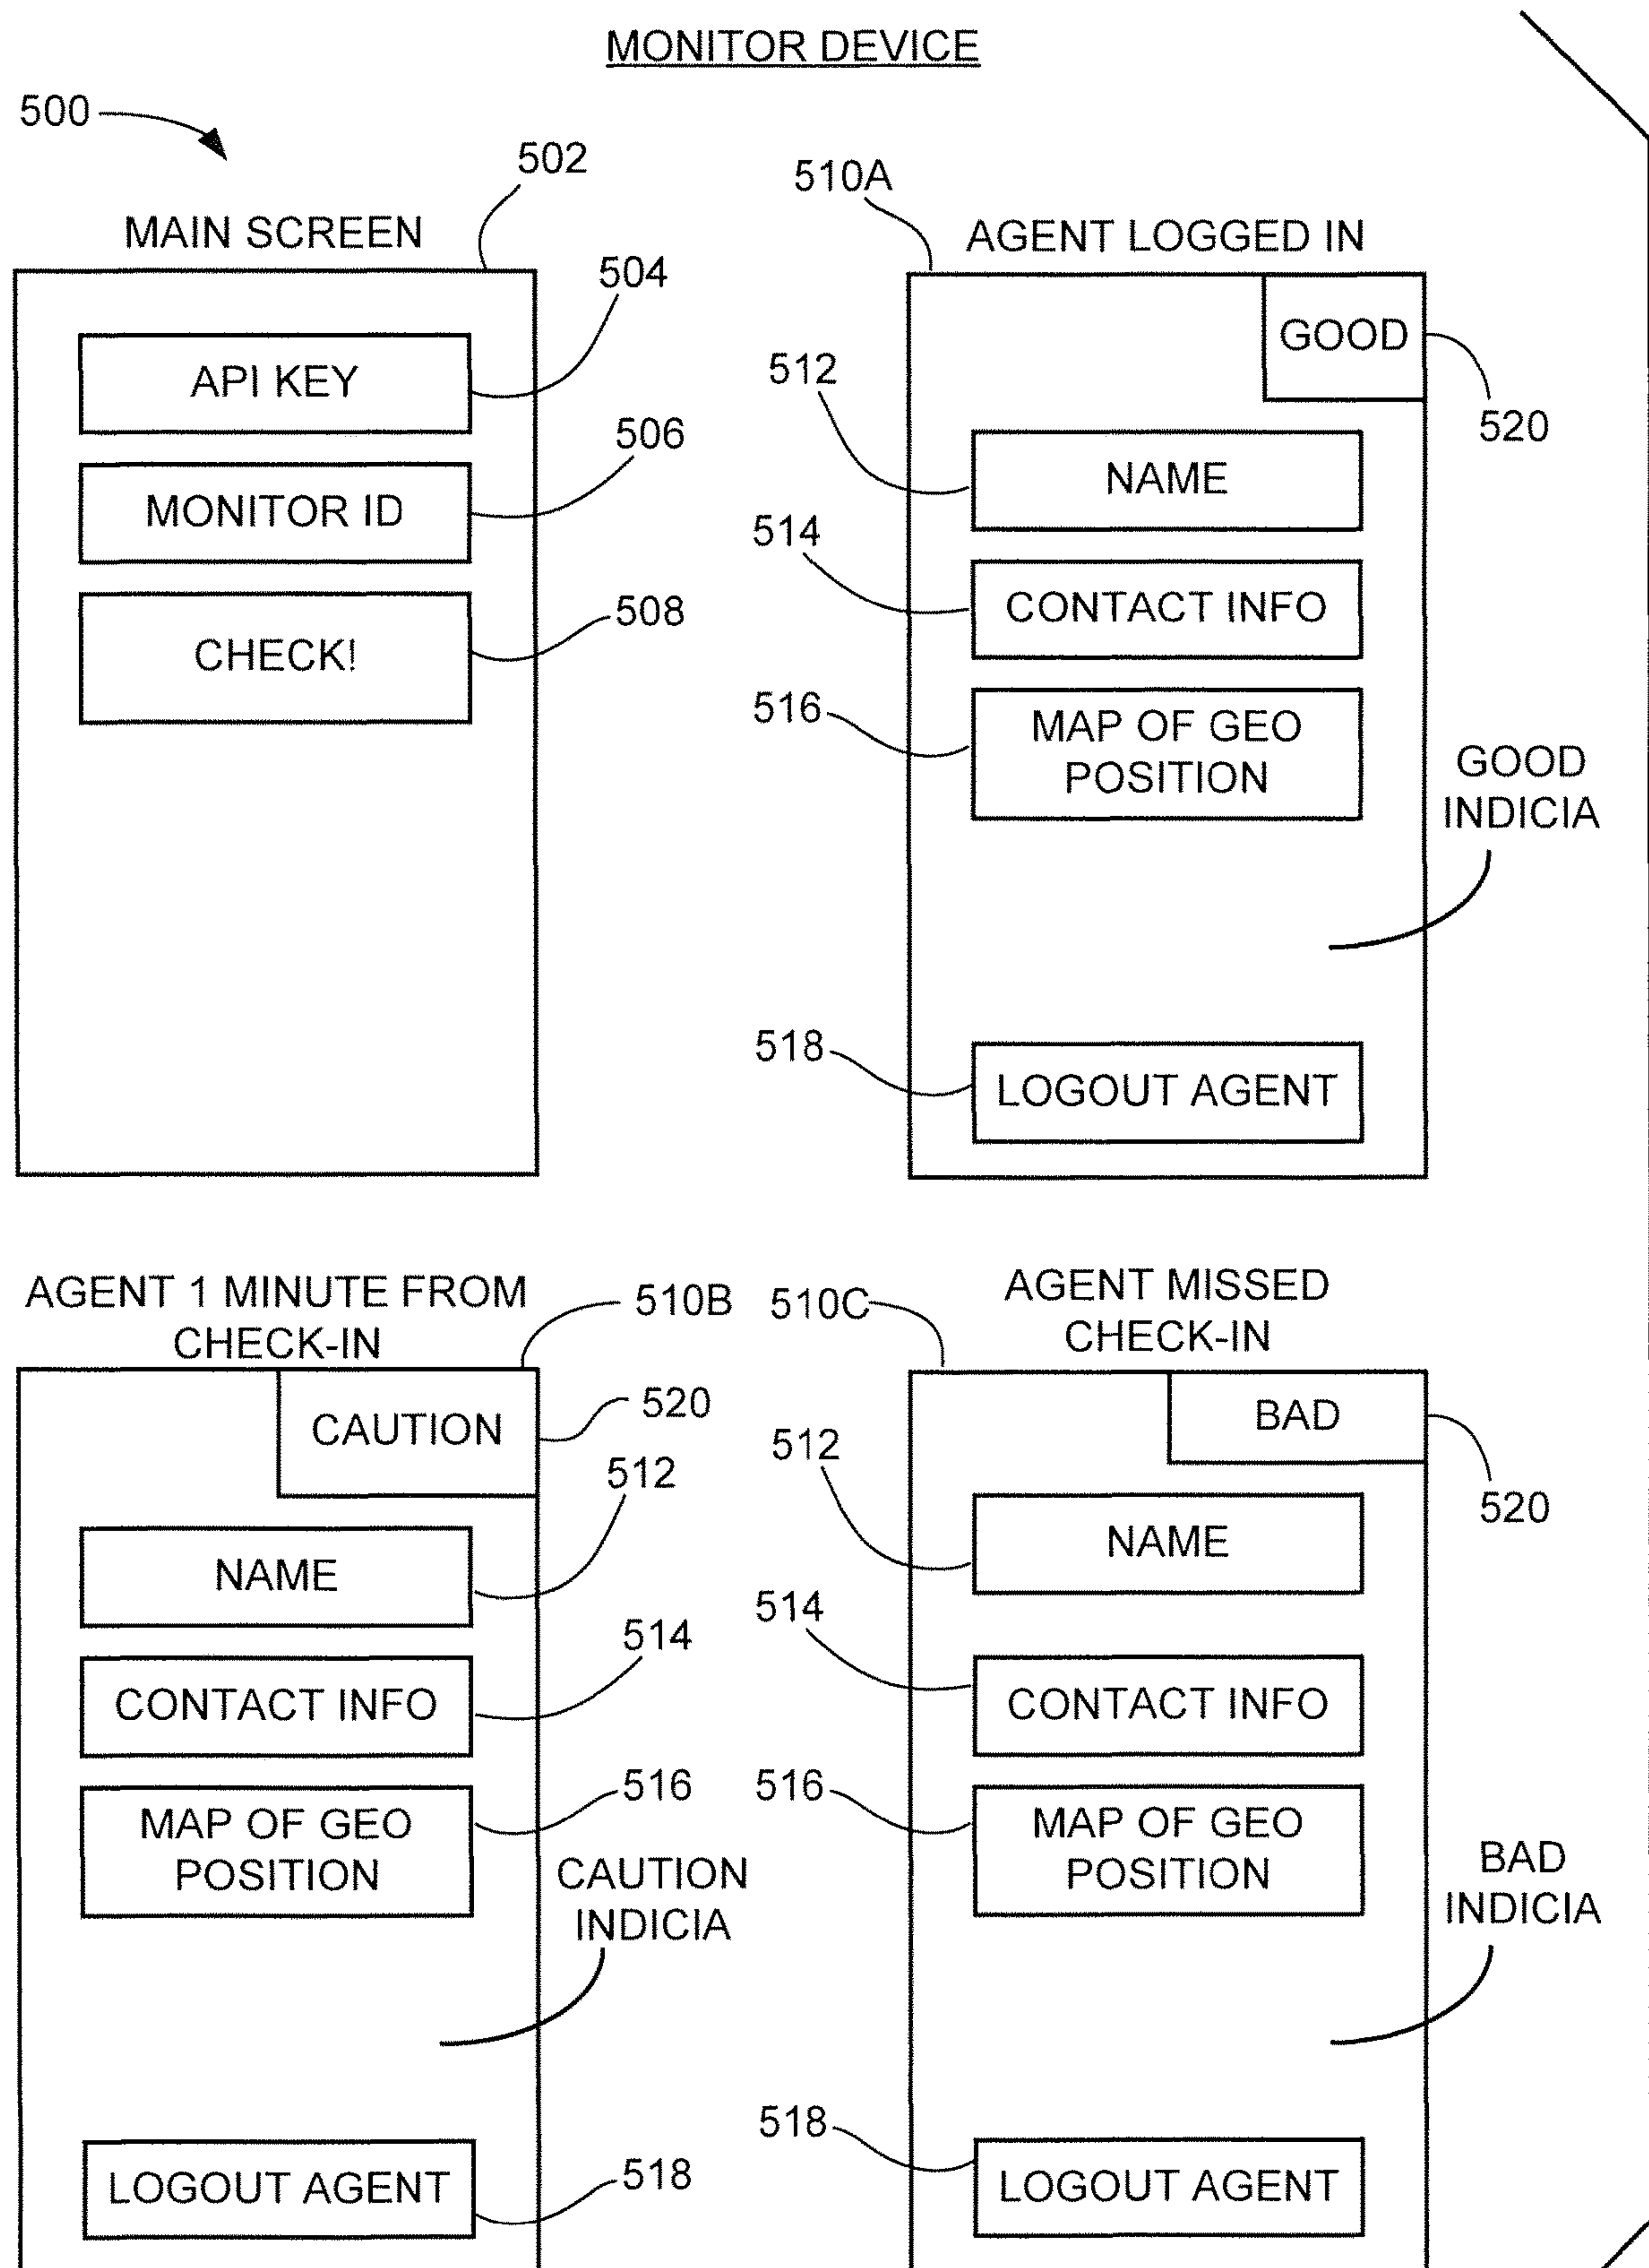 MONITOR DEVICE
500
502
MAIN SCREEN
504
API KEY
506
MONITOR ID
508
CHECK!
510A
AGENT LOGGED IN
GOOD
520
512
NAME
514
CONTACT INFO
516
MAP OF GEO
POSITION
GOOD
INDICIA
518
LOGOUT AGENT
AGENT 1 MINUTE FROM
CHECK-IN
510B
CAUTION
520
512
NAME
514
CONTACT INFO
516
MAP OF GEO
POSITION
CAUTION
INDICIA
LOGOUT AGENT
518
510C
AGENT MISSED
CHECK-IN
BAD
520
512
NAME
514
CONTACT INFO
516
MAP OF GEO
POSITION
BAD
INDICIA
518
LOGOUT AGENT